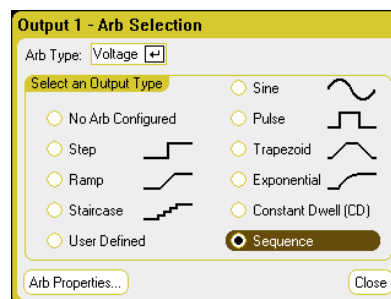 Output 1 - Arb Selection
Arb Type: Voltage
Select an Output Type
No Arb Configured
Step
Ramp
Staircase
User Defined
Sine
Pulse
Trapezoid
Exponential
Constant Dwell (CD)
Sequence
Arb Properties...
Close